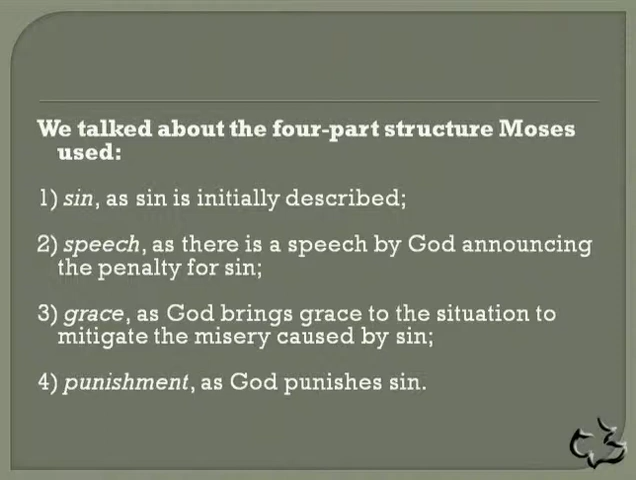 We talked about the four-part structure Moses
used:
1) sin, as sin is initially described;
2) speech, as there is a speech by God announcing
the penalty for sin;
3) grace, as God brings grace to the situation to
mitigate the misery caused by sin;
4) punishment, as God punishes sin.